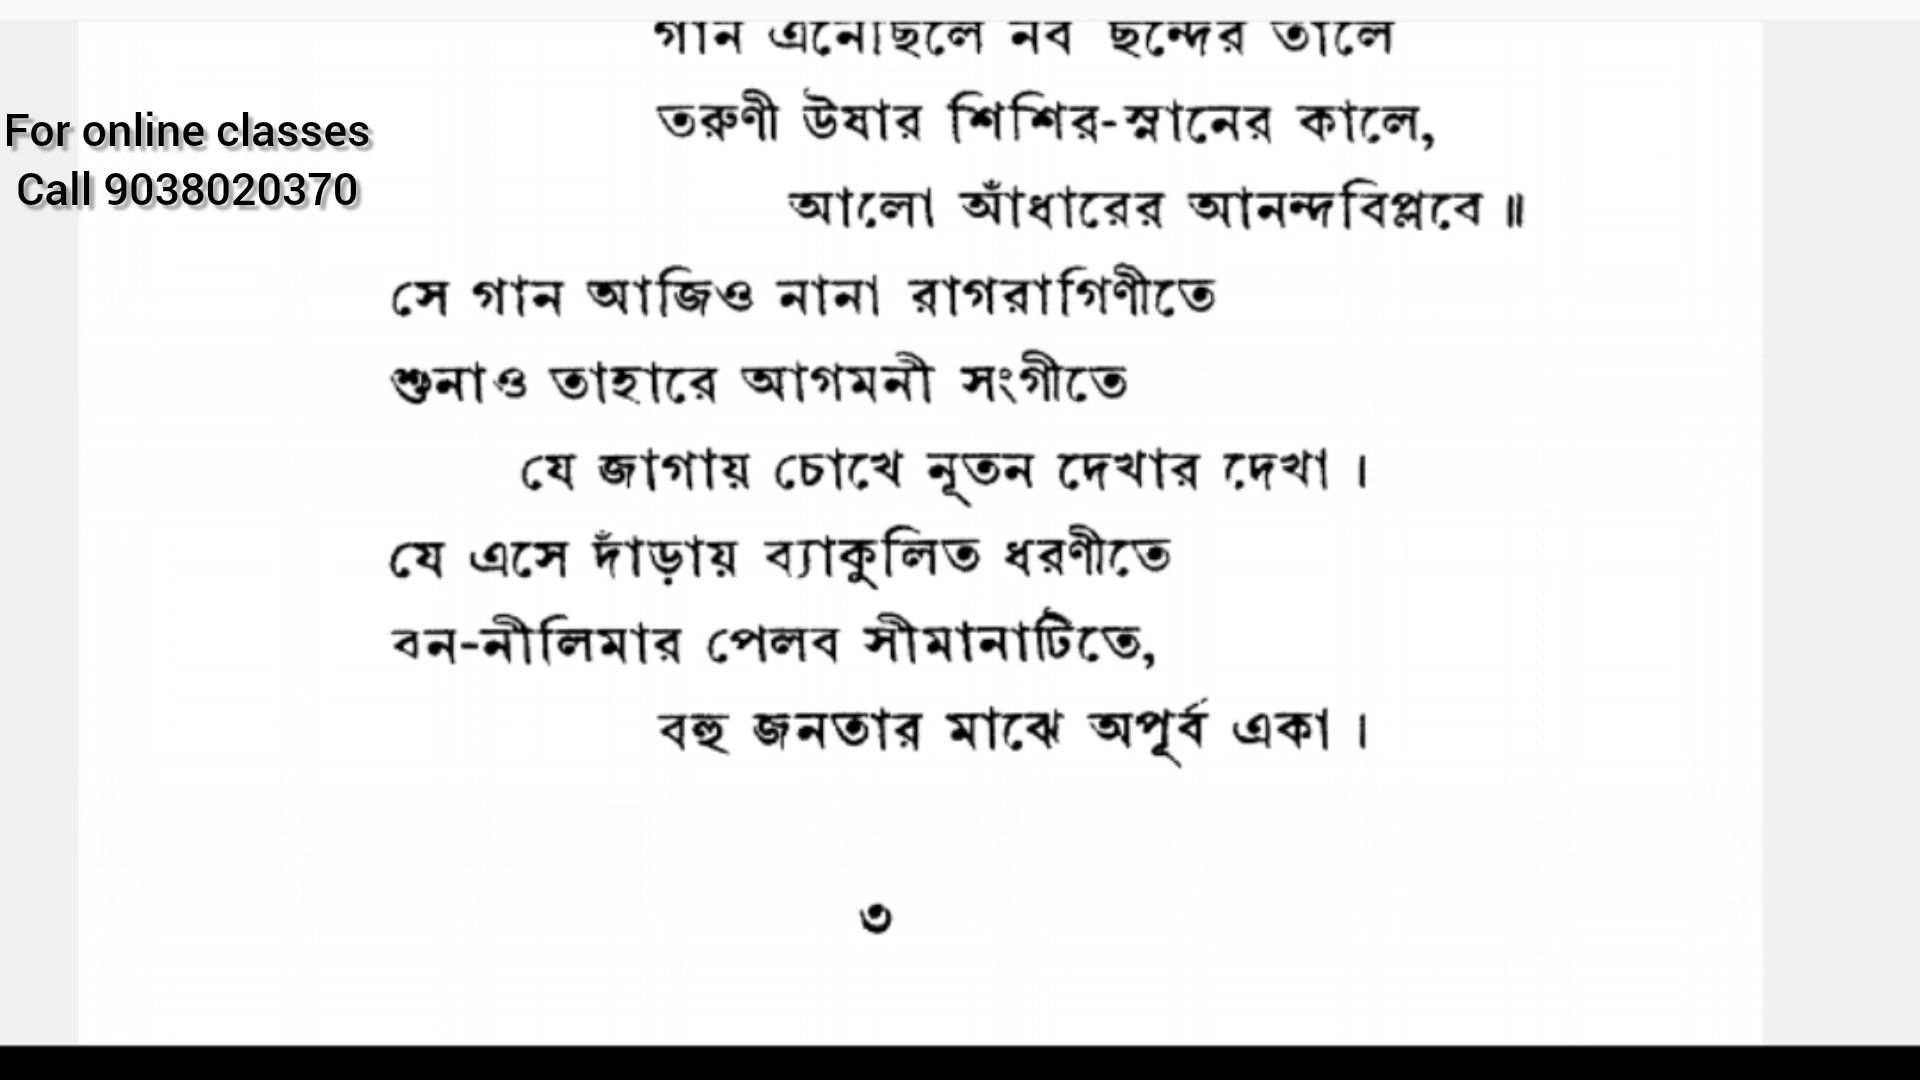 গান এনেছিলে নব ছন্দের তালে
তরুণী উষার শিশির-স্নানের কালে,
For online classes
Call 9038020370
আলো আঁধারের আনন্দবিপ্লবে॥
সে গান আজিও নানা রাগরাগিণীতে
শুনাও তাহারে আগমনী সংগীতে
যে জাগায় চোখে নূতন দেখার দেখা।
যে এসে দাঁড়ায় ব্যাকুলিত ধরণীতে
বন-নীলিমার পেলব সীমানাটিতে,
বহু জনতার মাঝে অপূর্ব একা।
৩